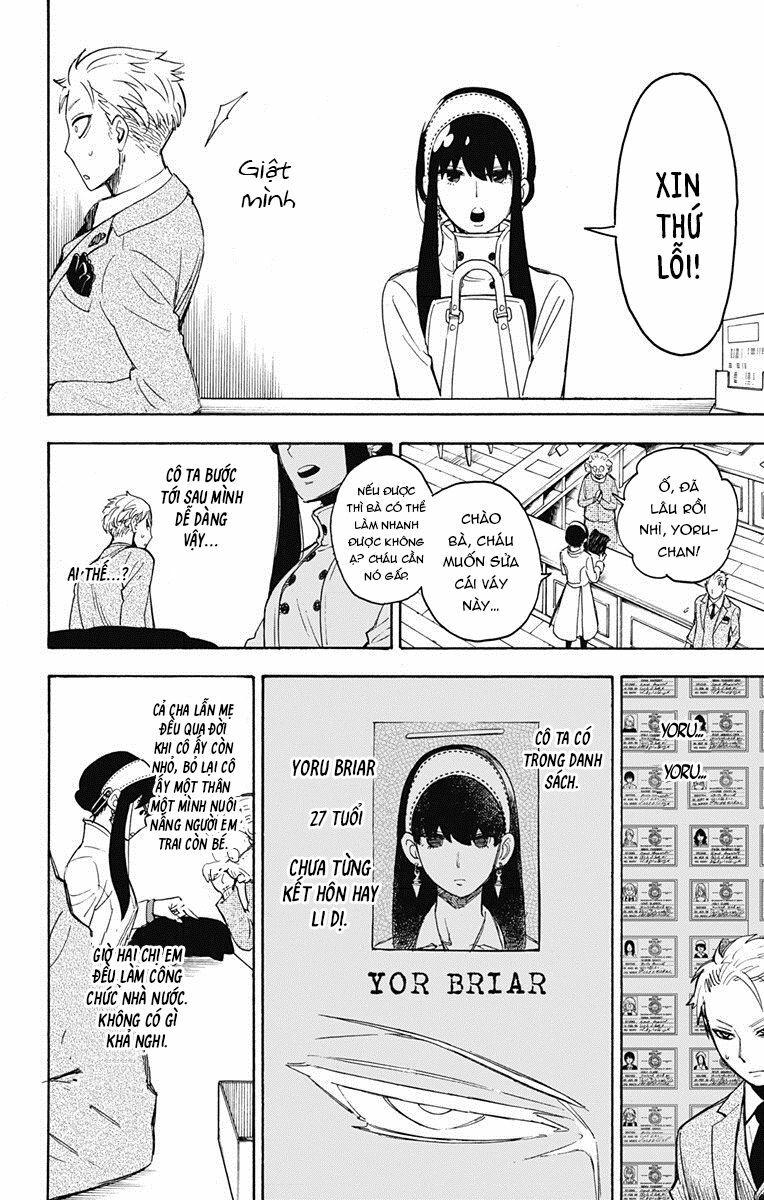 XIN
THỨ
LỖI!
Giật
mình
Ồ, ĐÃ
LÂU RỒI
NHỈ, YORU-
CHAN!
CHÀO
BÀ, CHÁU
MUỐN SỬA
CÁI VÁY
NÀY...
NẾU ĐƯỢC
THÌ BÀ CÓ THỂ
LÀM NHANH
ĐƯỢC KHÔNG
Ạ? CHÁU CẦN
NÓ GẤP.
CÔ TA BƯỚC
TỚI SAU MÌNH
DỄ DÀNG
VẬY...
AI THẾ...?
YORU...
YORU...
CÔ TA CÓ
TRONG DANH
SÁCH.
YORU BRIAR
27 TUỔI
CHƯA TỪNG
KẾT HÔN HAY
LI DỊ.
YOR BRIAR
CẢ CHA LẪN MẸ
ĐỀU QUA ĐỜI
KHI CÔ ẤY CÒN
NHỎ, BỎ LẠI CÔ
ẤY MỘT THÂN
MỘT MÌNH NUÔI
NẤNG NGƯỜI EM
TRAI CÒN BÉ.
GIỜ HAI CHỊ EM
ĐỀU LÀM CÔNG
CHỨC NHÀ NƯỚC.
KHÔNG CÓ GÌ
KHẢ NGHI.